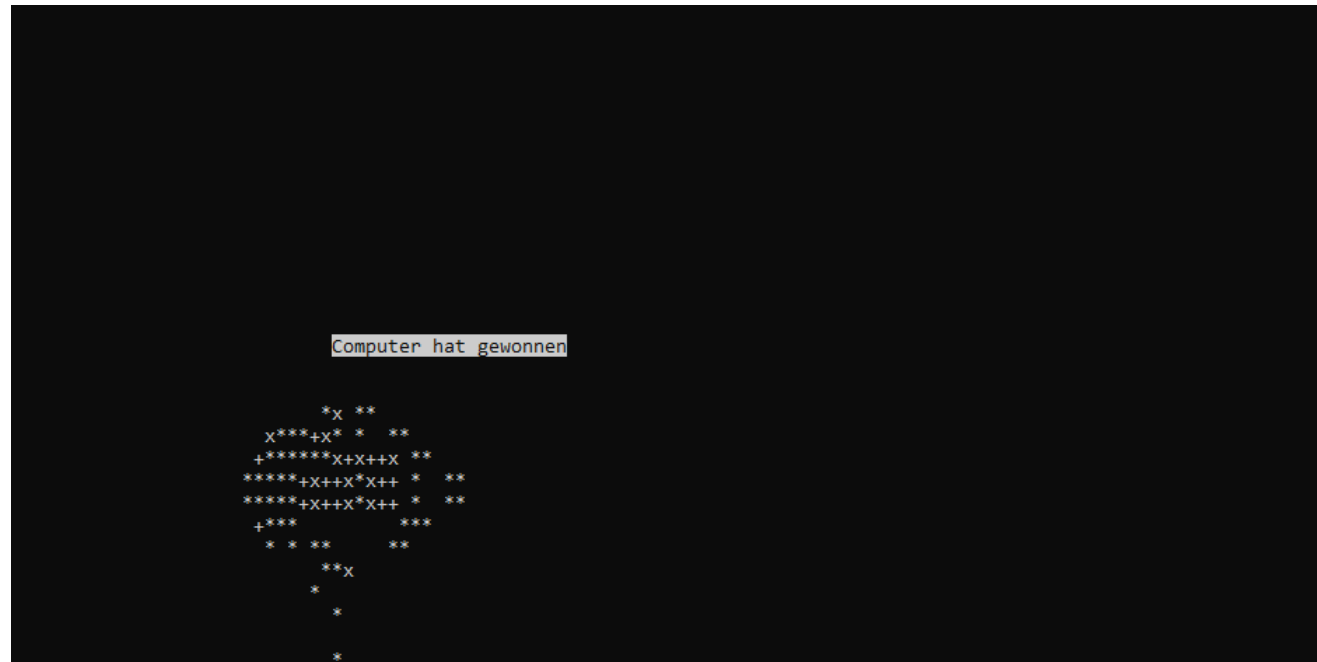 Computer hat gewonnen
*x **
x***+x* *  **
+******x+x++x **
*****+x++x*x++ *  **
*****+x++x*x++ *  **
+***         ***
* * **     **
**x
*
*
*